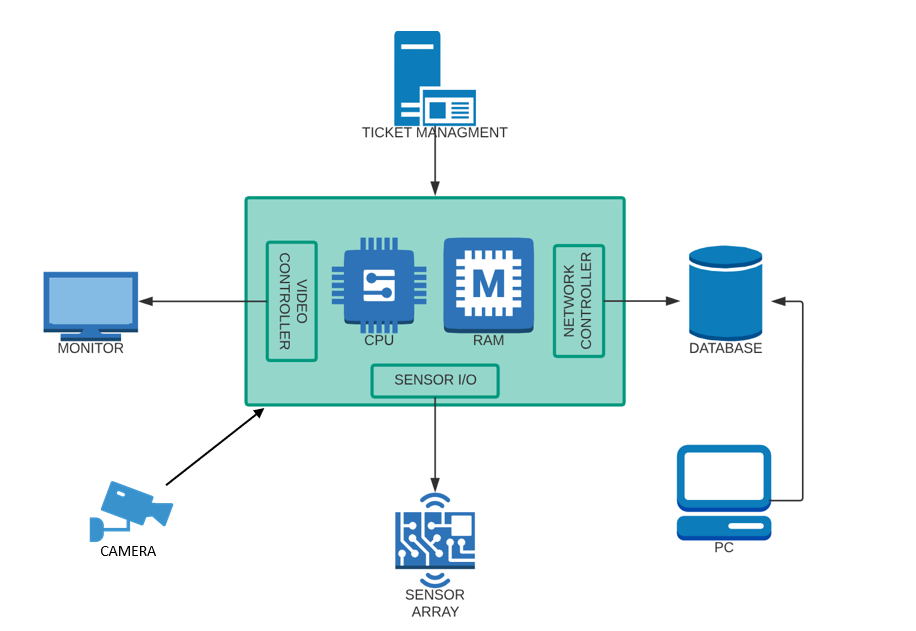 TICKET MANAGMENT
VIDEO
CONTROLLER
CPU
M
RAM
NETWORK
CONTROLLER
SENSOR I/O
MONITOR
DATABASE
CAMERA
PC
SENSOR
ARRAY